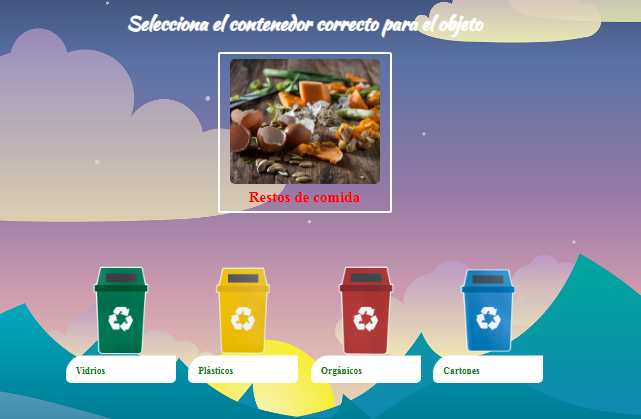 Selecciona el contenedor correcto para el objeto
Restos de comida
Vidrios
Plásticos
Orgánicos
Cartones